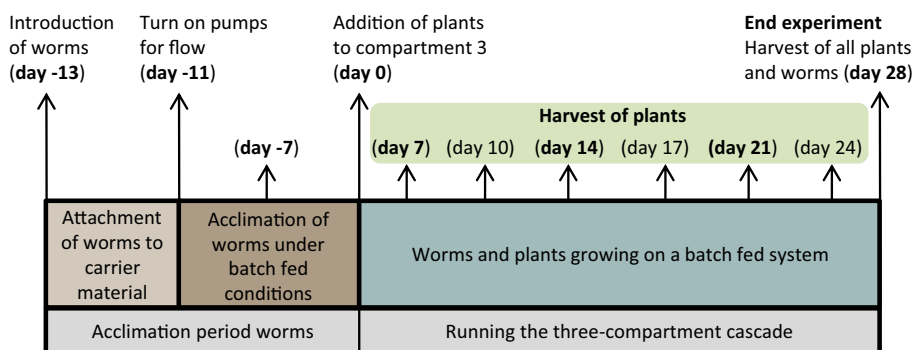 Introduction
of worms
(day -13)
Turn on pumps
for flow
(day -11)
Addition of plants
to compartment 3
(day 0)
End experiment
Harvest of all plants
and worms (day 28)
Harvest of plants
(day -7)
(day 7)
(day 10)
(day 14)
(day 17)
(day 21)
(day 24)
Attachment
of worms to
carrier
material
Acclimation of
worms under
batch fed
conditions
Worms and plants growing on a batch fed system
Acclimation period worms
Running the three-compartment cascade